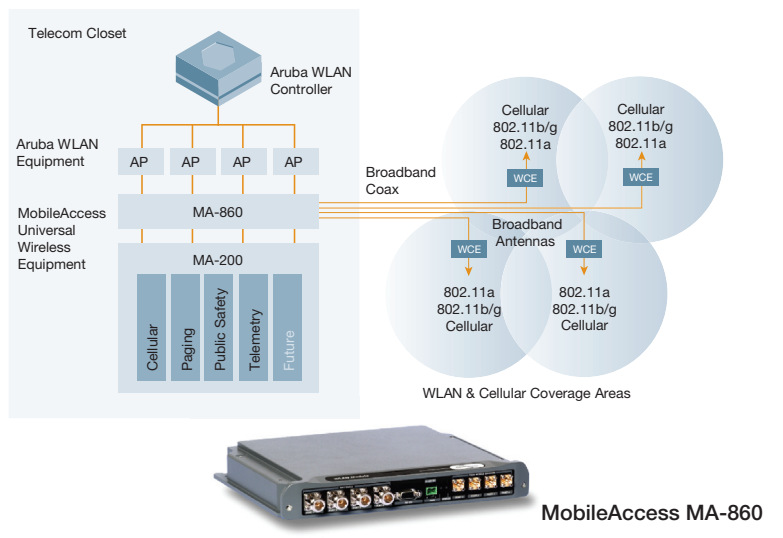 Telecom Closet
Aruba WLAN
Controller
Aruba WLAN
Equipment
AP
AP
AP
AP
MobileAccess
Universal
Wireless
Equipment
MA-860
MA-200
Cellular
Paging
Public Safety
Telemetry
Future
Broadband
Coax
Cellular
802.11b/g
802.11a
WCE
Cellular
802.11b/g
802.11a
WCE
Broadband
Antennas
WCE
802.11a
802.11b/g
Cellular
WCE
802.11a
802.11b/g
Cellular
WLAN & Cellular Coverage Areas
MobileAccess MA-860